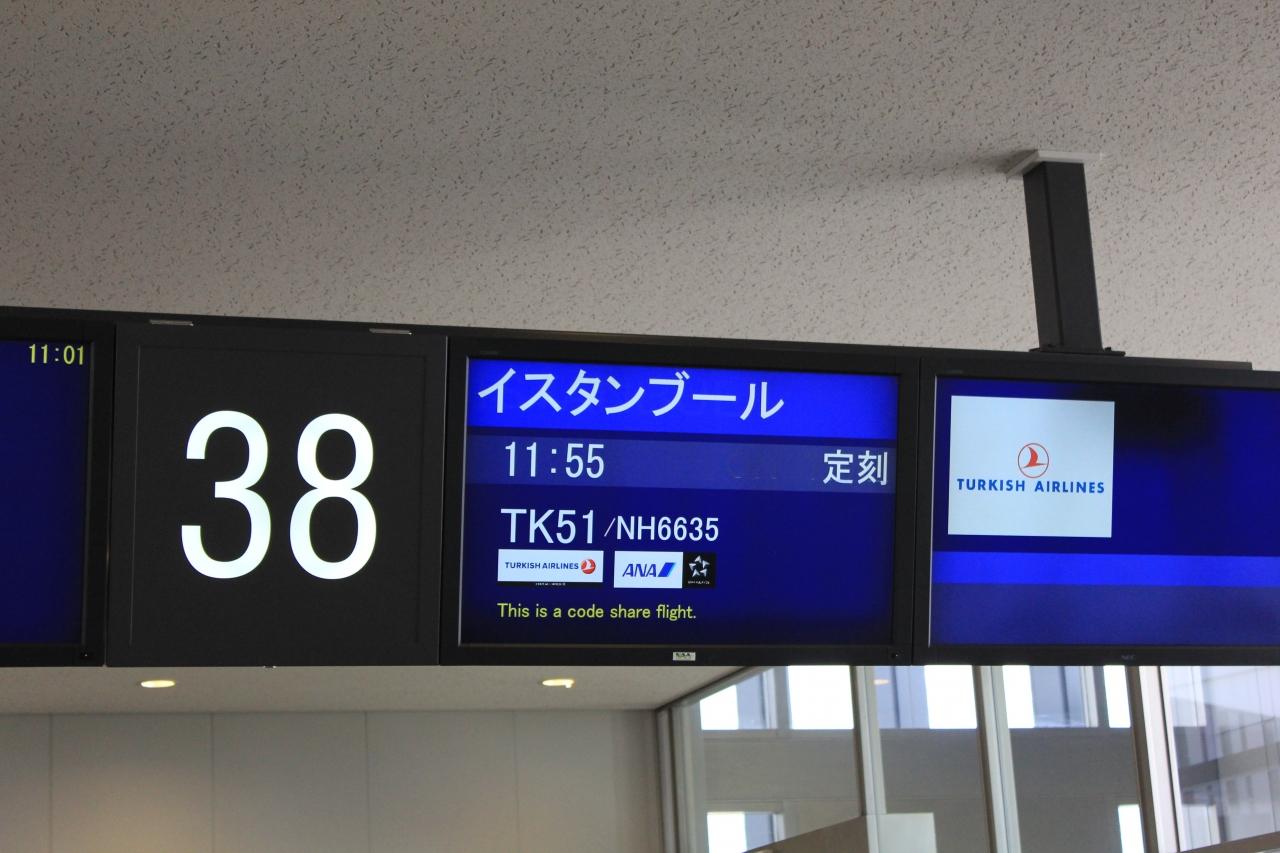 11:01
38
イスタンブール
11:55 定刻
TK51/NH6635
TURKISH AIRLINES ANA
This is a code share flight.
TURKISH AIRLINES